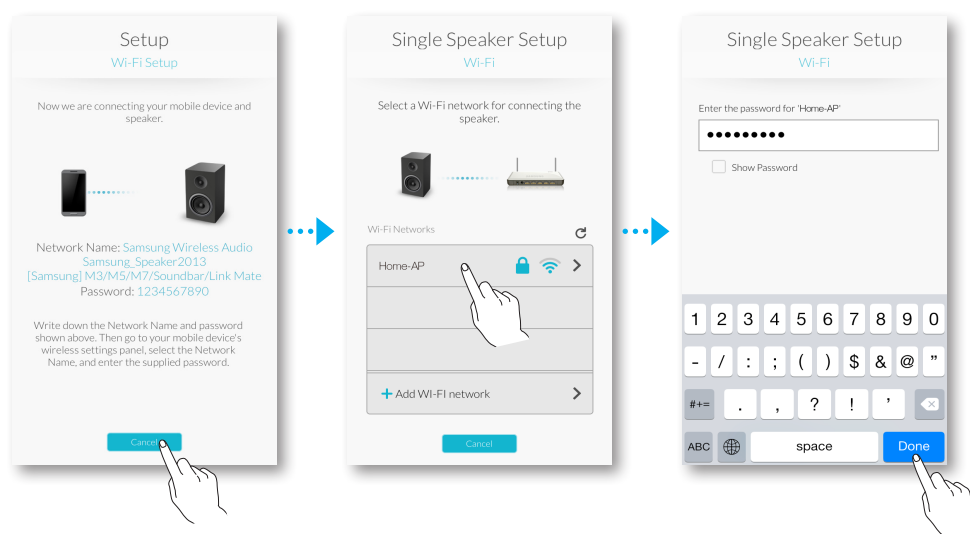 Setup
Wi-Fi Setup
Now we are connecting your mobile device and
speaker.
Network Name: Samsung Wireless Audio
Samsung_Speaker2013
[Samsung] M3/M5/M7/Soundbar/Link Mate
Password: 1234567890
Write down the Network Name and password
shown above. Then go to your mobile device's
wireless settings panel, select the Network
Name, and enter the supplied password.
Cancel
Single Speaker Setup
Wi-Fi
Select a Wi-Fi network for connecting the
speaker.
Wi-Fi Networks
Home-AP
+ Add WI-FI network
Cancel
Single Speaker Setup
Wi-Fi
Enter the password for 'Home-AP'
•••••••••
Show Password
1 2 3 4 5 6 7 8 9 0
- / : ; ( ) $ & @ ”
#+= . , ? ! ’
ABC space Done